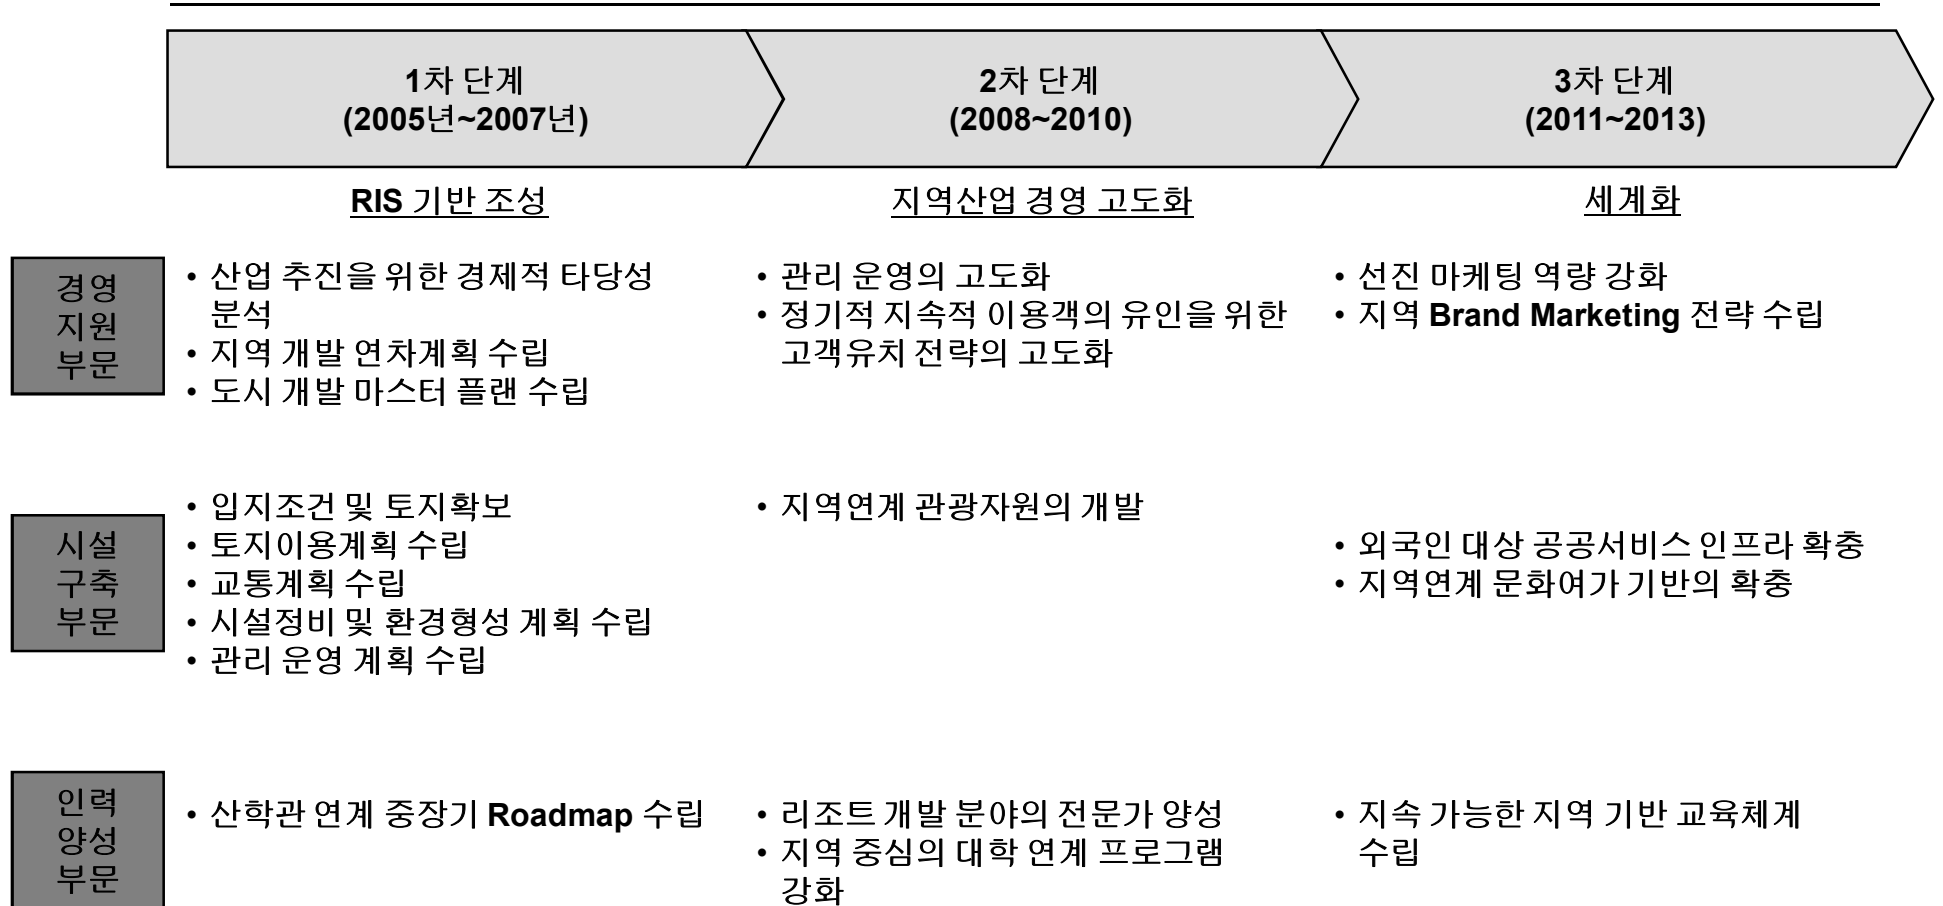 1차 단계
(2005년~2007년)
2차 단계
(2008~2010)
3차 단계
(2011~2013)
RIS 기반 조성
지역산업 경영 고도화
세계화
경영
지원
부문
• 산업 추진을 위한 경제적 타당성
분석
• 지역 개발 연차계획 수립
• 도시 개발 마스터 플랜 수립
• 관리 운영의 고도화
• 정기적 지속적 이용객의 유인을 위한
고객유치 전략의 고도화
• 선진 마케팅 역량 강화
• 지역 Brand Marketing 전략 수립
시설
구축
부문
• 입지조건 및 토지확보
• 토지이용계획 수립
• 교통계획 수립
• 시설정비 및 환경형성 계획 수립
• 관리 운영 계획 수립
• 지역연계 관광자원의 개발
• 외국인 대상 공공서비스 인프라 확충
• 지역연계 문화여가 기반의 확충
인력
양성
부문
• 산학관 연계 중장기 Roadmap 수립
• 리조트 개발 분야의 전문가 양성
• 지역 중심의 대학 연계 프로그램
강화
• 지속 가능한 지역 기반 교육체계
수립